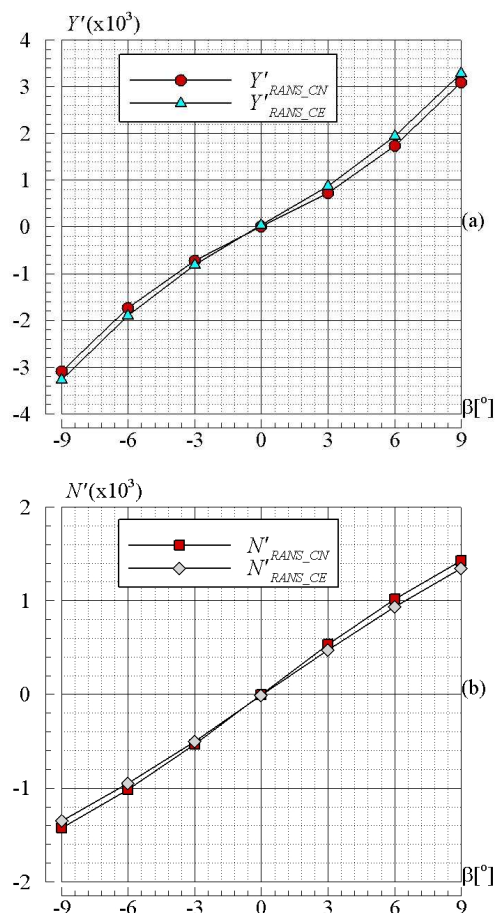 Y'(x10³)
4
3
2
1
0
-1
-2
-3
-4
Y'RANS_CN
Y'RANS_CE
(a)
-9 -6 -3 0 3 6 9
β[°]
N'(x10³)
2
1
0
-1
-2
N'RANS_CN
N'RANS_CE
(b)
-9 -6 -3 0 3 6 9
β[°]